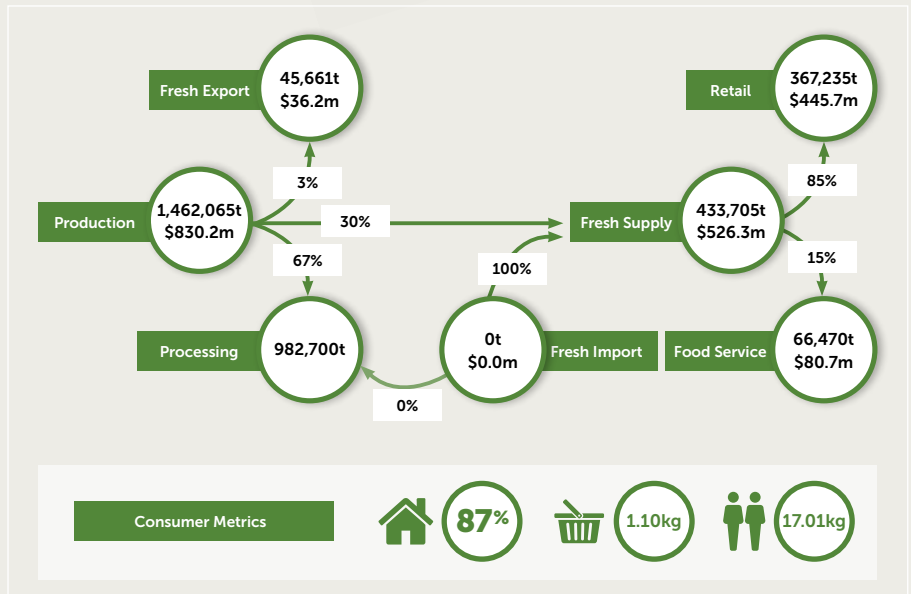 Fresh Export
45,661t
$36.2m
Retail
367,235t
$445.7m
3%
85%
Production
1,462,065t
$830.2m
30%
Fresh Supply
433,705t
$526.3m
67%
100%
15%
Processing
982,700t
0t
$0.0m
Fresh Import
Food Service
66,470t
$80.7m
0%
Consumer Metrics
87%
1.10kg
17.01kg